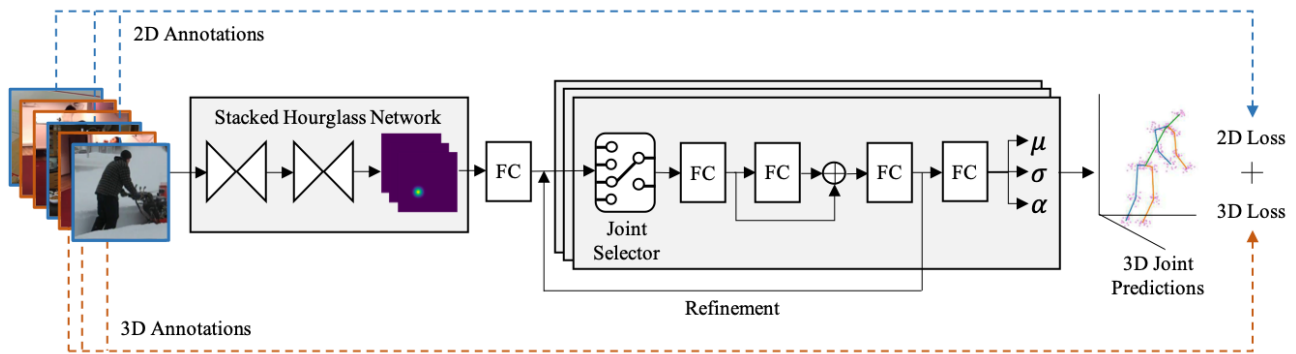 2D Annotations
Stacked Hourglass Network
FC
Joint
Selector
FC
FC
FC
FC
μ
σ
α
Refinement
3D Joint
Predictions
2D Loss
+
3D Loss
3D Annotations